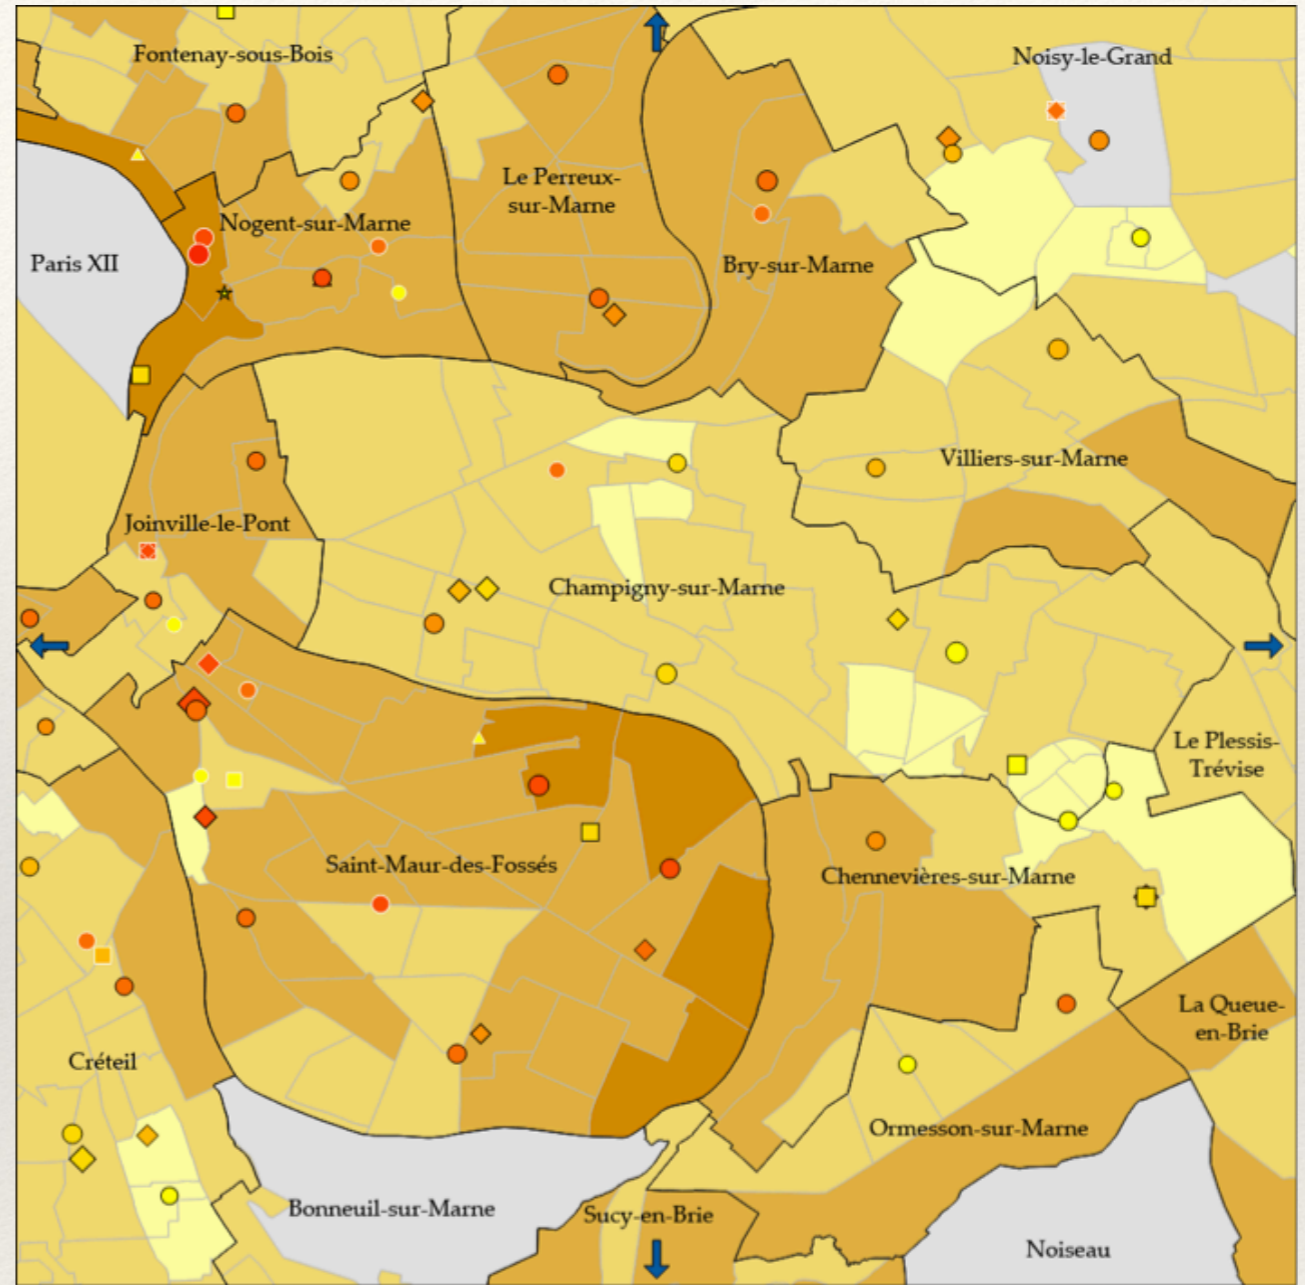 Fontenay-sous-Bois
Noisy-le-Grand
Le Perreux-
sur-Marne
Nogent-sur-Marne
Paris XII
Bry-sur-Marne
Villiers-sur-Marne
Joinville-le-Pont
Champigny-sur-Marne
Le Plessis-
Trévise
Saint-Maur-des-Fossés
Chennevières-sur-Marne
La Queue-
en-Brie
Créteil
Ormesson-sur-Marne
Bonneuil-sur-Marne
Sucy-en-Brie
Noiseau